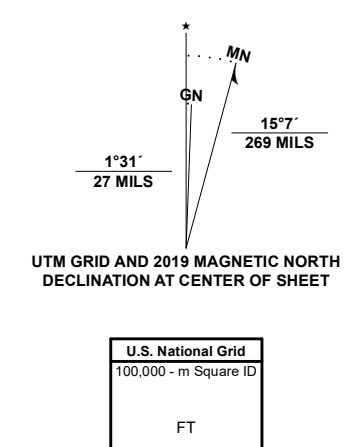 ★
MN
GN
15°7´
269 MILS
1°31´
27 MILS
UTM GRID AND 2019 MAGNETIC NORTH
DECLINATION AT CENTER OF SHEET
U.S. National Grid
100,000 - m Square ID
FT